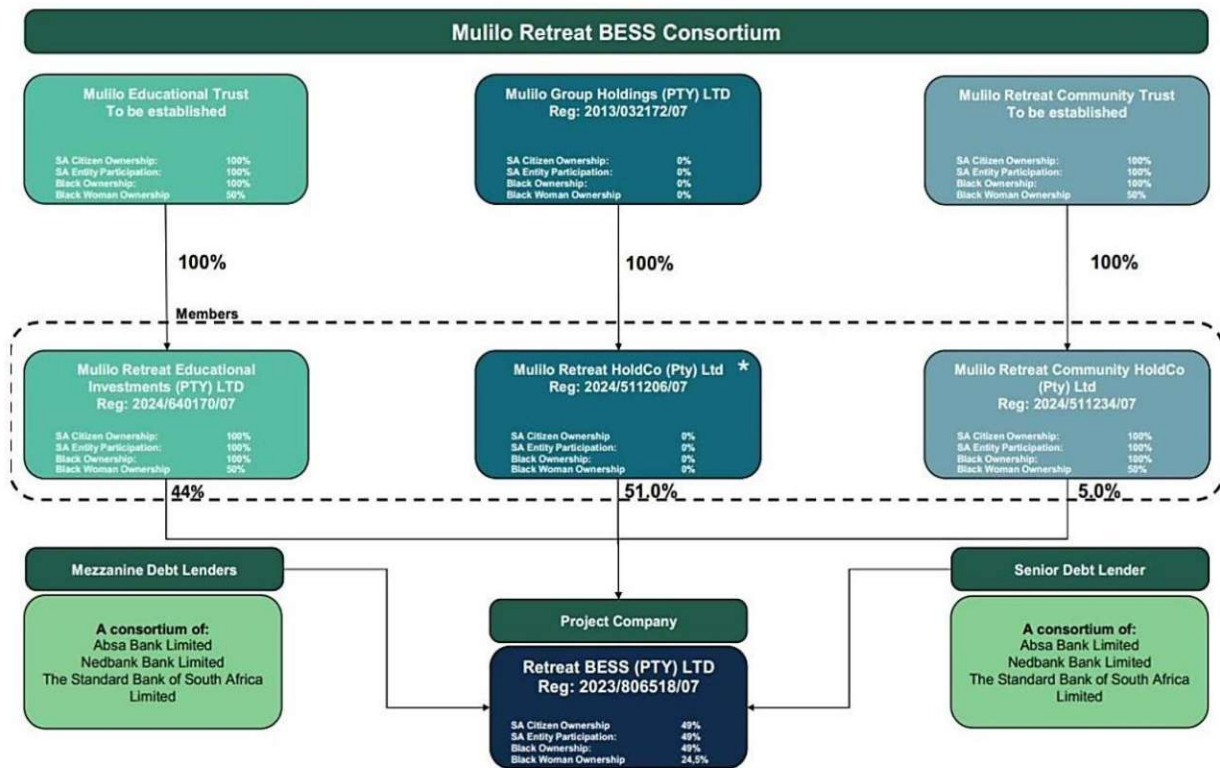 Mulilo Retreat BESS Consortium
Mulilo Educational Trust
To be established
SA Citizen Ownership: 100%
SA Entity Participation: 100%
Black Ownership: 100%
Black Woman Ownership 50%
Mulilo Group Holdings (PTY) LTD
Reg: 2013/032172/07
SA Citizen Ownership: 0%
SA Entity Participation: 0%
Black Ownership: 0%
Black Woman Ownership 0%
Mulilo Retreat Community Trust
To be established
SA Citizen Ownership: 100%
SA Entity Participation: 100%
Black Ownership: 100%
Black Woman Ownership 50%
100%
100%
100%
Members
Mulilo Retreat Educational
Investments (PTY) LTD
Reg: 2024/640170/07
SA Citizen Ownership: 100%
SA Entity Participation: 100%
Black Ownership: 100%
Black Woman Ownership 50%
Mulilo Retreat HoldCo (Pty) Ltd *
Reg: 2024/511206/07
SA Citizen Ownership 0%
SA Entity Participation: 0%
Black Ownership: 0%
Black Woman Ownership 0%
Mulilo Retreat Community HoldCo
(Pty) Ltd
Reg: 2024/511234/07
SA Citizen Ownership: 100%
SA Entity Participation: 100%
Black Ownership: 100%
Black Woman Ownership 50%
44%
51.0%
5.0%
Mezzanine Debt Lenders
A consortium of:
Absa Bank Limited
Nedbank Bank Limited
The Standard Bank of South Africa
Limited
Project Company
Retreat BESS (PTY) LTD
Reg: 2023/806518/07
SA Citizen Ownership 49%
SA Entity Participation: 49%
Black Ownership: 49%
Black Woman Ownership 24,5%
Senior Debt Lender
A consortium of:
Absa Bank Limited
Nedbank Bank Limited
The Standard Bank of South Africa
Limited